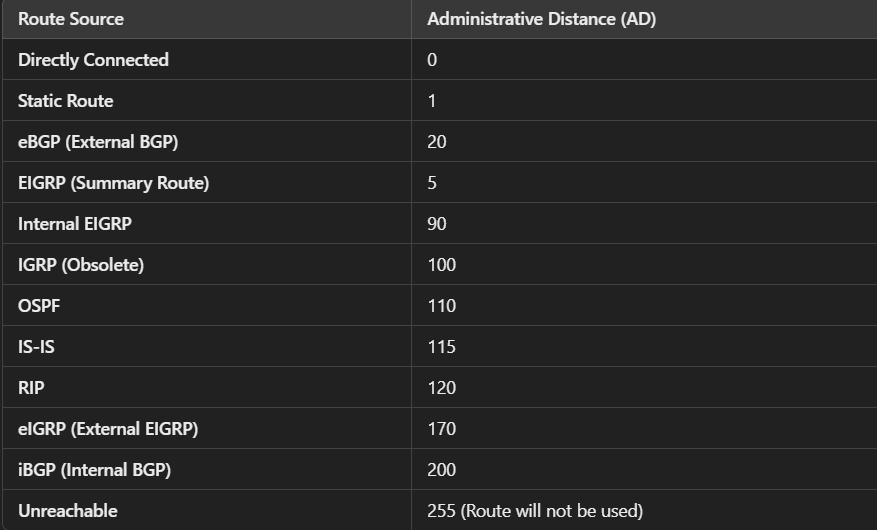 Route Source Administrative Distance (AD)
Directly Connected 0
Static Route 1
eBGP (External BGP) 20
EIGRP (Summary Route) 5
Internal EIGRP 90
IGRP (Obsolete) 100
OSPF 110
IS-IS 115
RIP 120
eIGRP (External EIGRP) 170
iBGP (Internal BGP) 200
Unreachable 255 (Route will not be used)